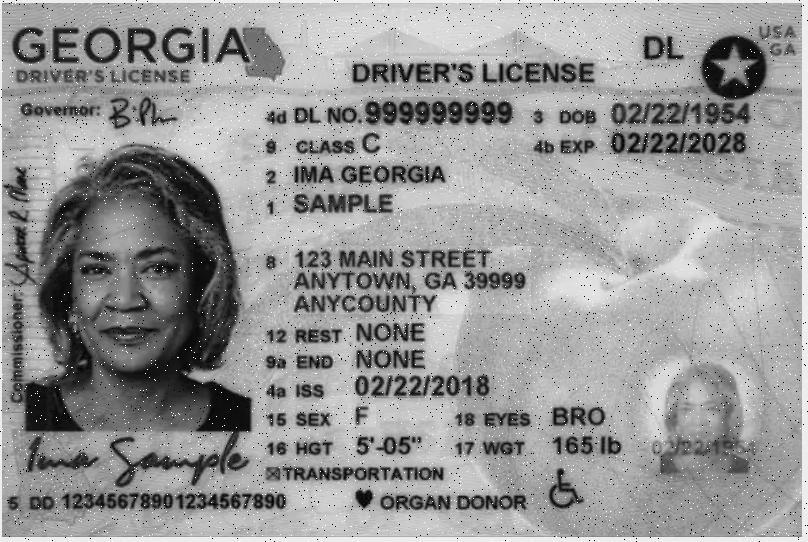 GEORGIA
DRIVER'S LICENSE
DRIVER'S LICENSE
DL
USA
GA
Governor:
4d DL NO. 999999999 3 DOB 02/22/1954
9 CLASS C 4b EXP 02/22/2028
2 IMA GEORGIA
1 SAMPLE
Commissioner:
8 123 MAIN STREET
ANYTOWN, GA 39999
ANYCOUNTY
12 REST NONE
9a END NONE
4a ISS 02/22/2018
15 SEX F 18 EYES BRO
16 HGT 5'-05" 17 WGT 165 lb
02/22/1954
Ima Sample
☒TRANSPORTATION
5 DD 12345678901234567890
♥ ORGAN DONOR